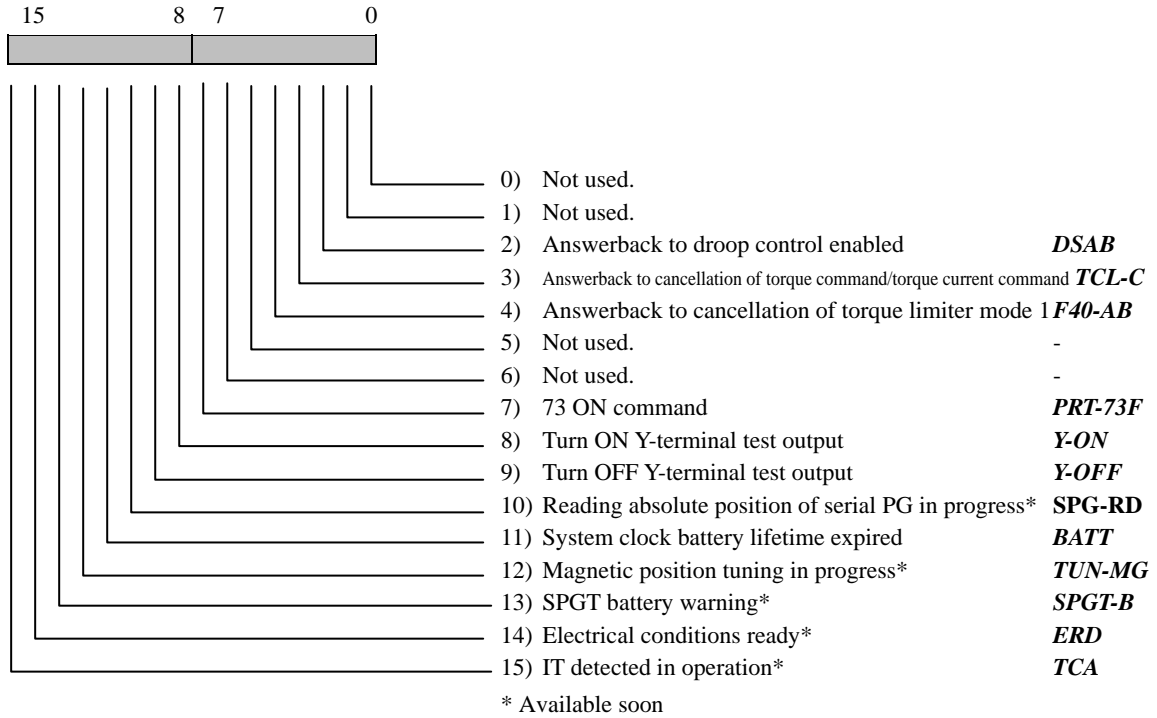 15 8 7 0
0) Not used.
1) Not used.
2) Answerback to droop control enabled DSAB
3) Answerback to cancellation of torque command/torque current command TCL-C
4) Answerback to cancellation of torque limiter mode 1 F40-AB
5) Not used. -
6) Not used. -
7) 73 ON command PRT-73F
8) Turn ON Y-terminal test output Y-ON
9) Turn OFF Y-terminal test output Y-OFF
10) Reading absolute position of serial PG in progress* SPG-RD
11) System clock battery lifetime expired BATT
12) Magnetic position tuning in progress* TUN-MG
13) SPGT battery warning* SPGT-B
14) Electrical conditions ready* ERD
15) IT detected in operation* TCA
* Available soon